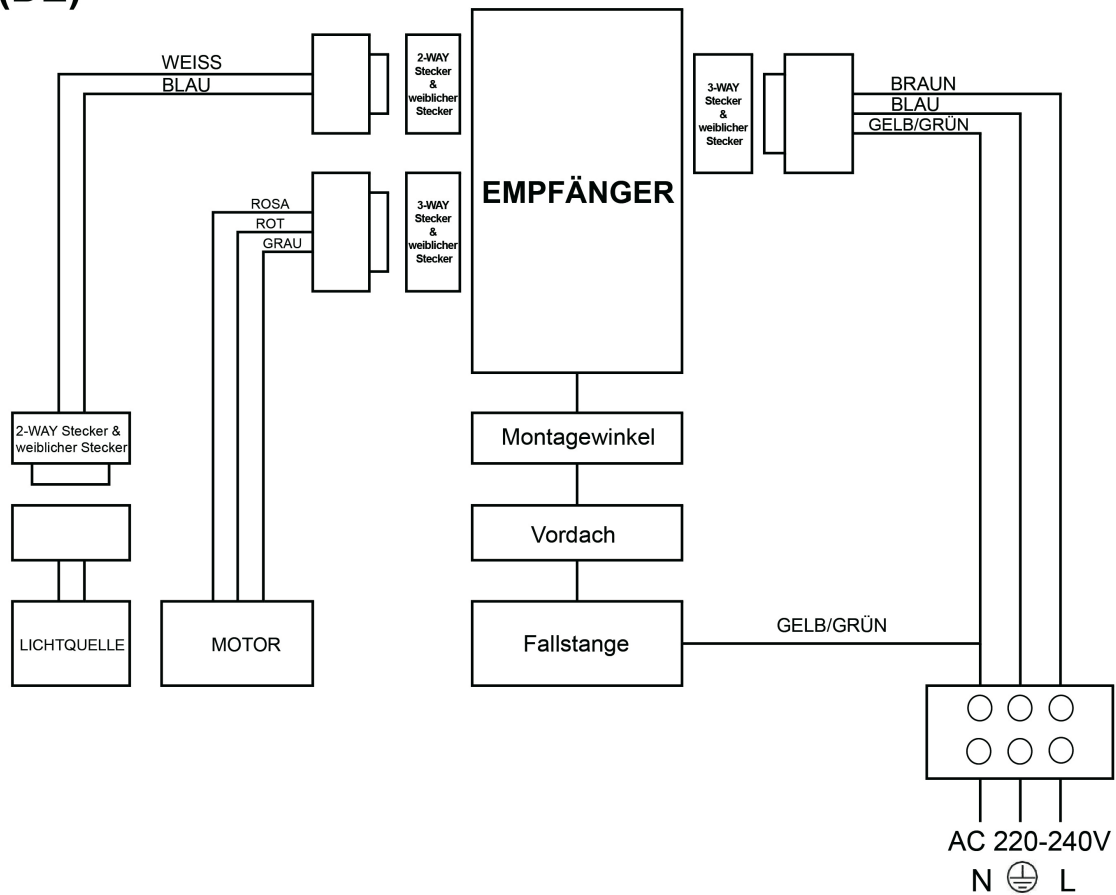 WEISS
BLAU
2-WAY
Stecker
&
weiblicher
Stecker
3-WAY
Stecker
&
weiblicher
Stecker
BRAUN
BLAU
GELB/GRÜN
EMPFÄNGER
ROSA
ROT
GRAU
3-WAY
Stecker
&
weiblicher
Stecker
2-WAY Stecker &
weiblicher Stecker
Montagewinkel
Vordach
LICHTQUELLE
MOTOR
Fallstange
GELB/GRÜN
AC 220-240V
N L